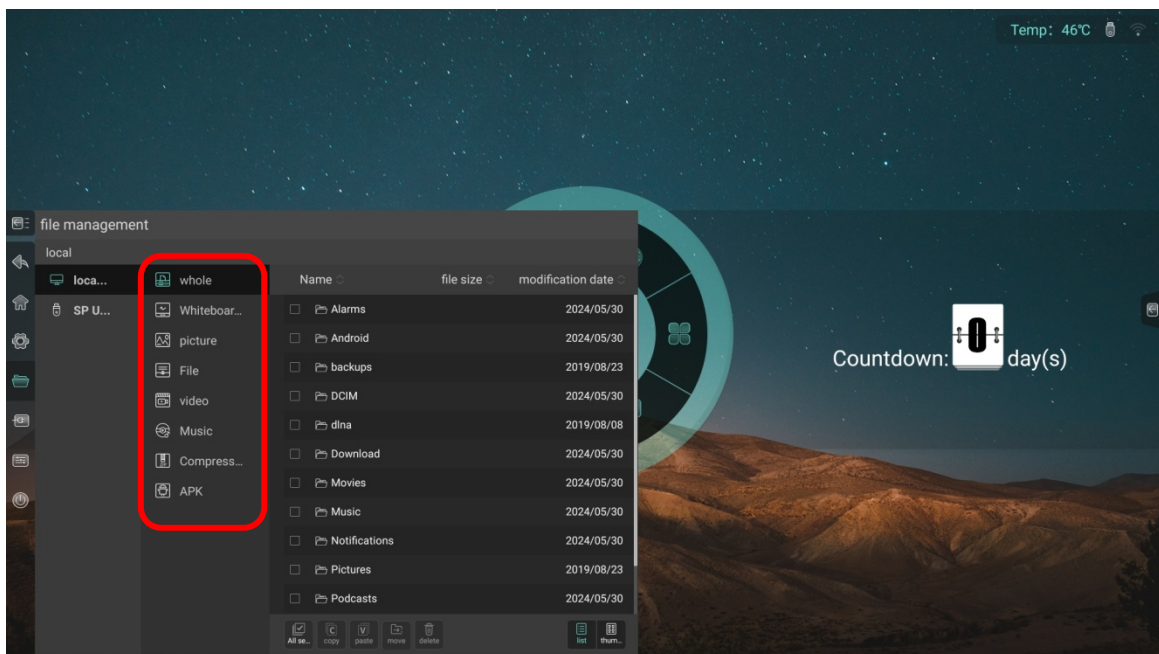 Temp: 46℃
file management
local
loca...
SP U...
whole
Whiteboar...
picture
File
video
Music
Compress...
APK
Name file size modification date
Alarms 2024/05/30
Android 2024/05/30
backups 2019/08/23
DCIM 2024/05/30
dlna 2019/08/08
Download 2024/05/30
Movies 2024/05/30
Music 2024/05/30
Notifications 2024/05/30
Pictures 2019/08/23
Podcasts 2024/05/30
All se... copy paste move delete list thum...
Countdown: 0 day(s)